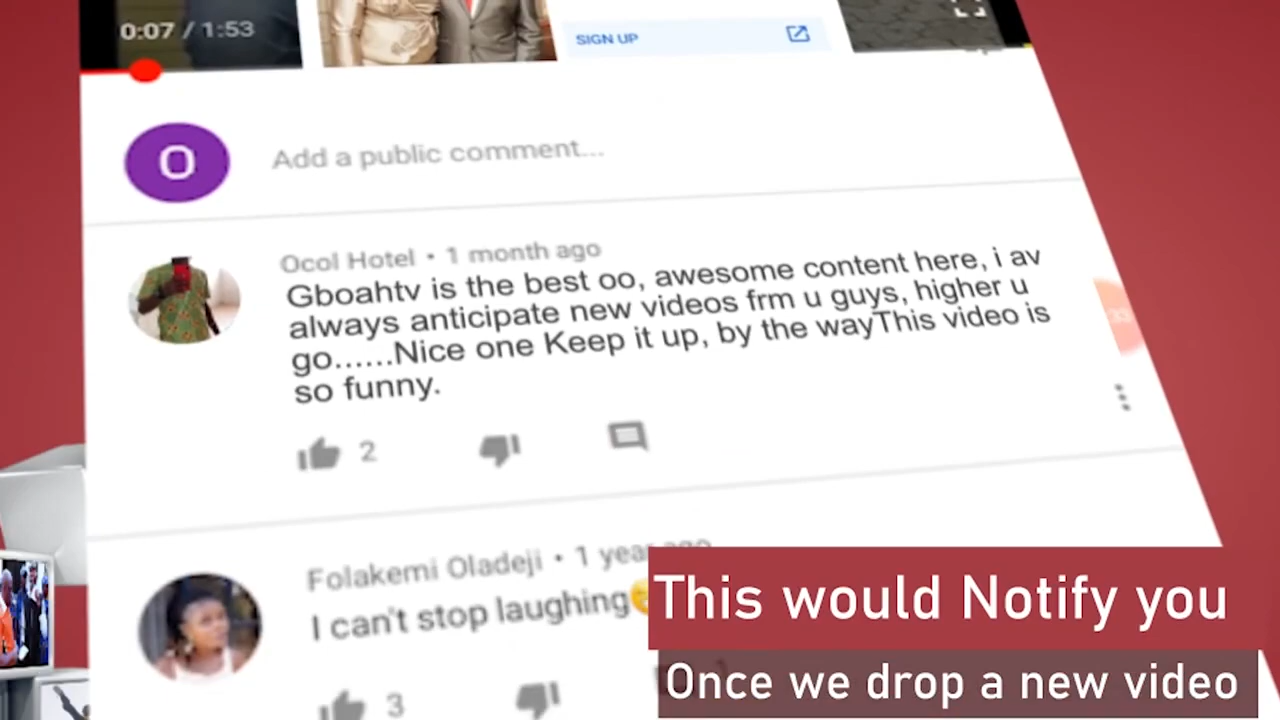 0:07 / 1:53
SIGN UP
O
Add a public comment...
Ocol Hotel • 1 month ago
Gboahtv is the best oo, awesome content here, i av
always anticipate new videos frm u guys, higher u
go......Nice one Keep it up, by the wayThis video is
so funny.
2
Folakemi Oladeji • 1 year ago
I can't stop laughing
3
This would Notify you
Once we drop a new video